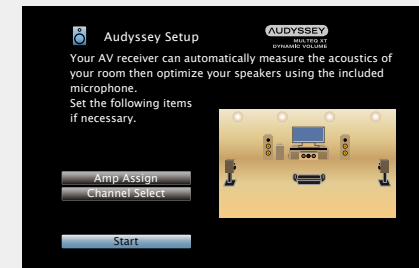 Audyssey Setup
AUDYSSEY
MULTEQ XT
DYNAMIC VOLUME
Your AV receiver can automatically measure the acoustics of
your room then optimize your speakers using the included
microphone.
Set the following items
if necessary.
Amp Assign
Channel Select
Start